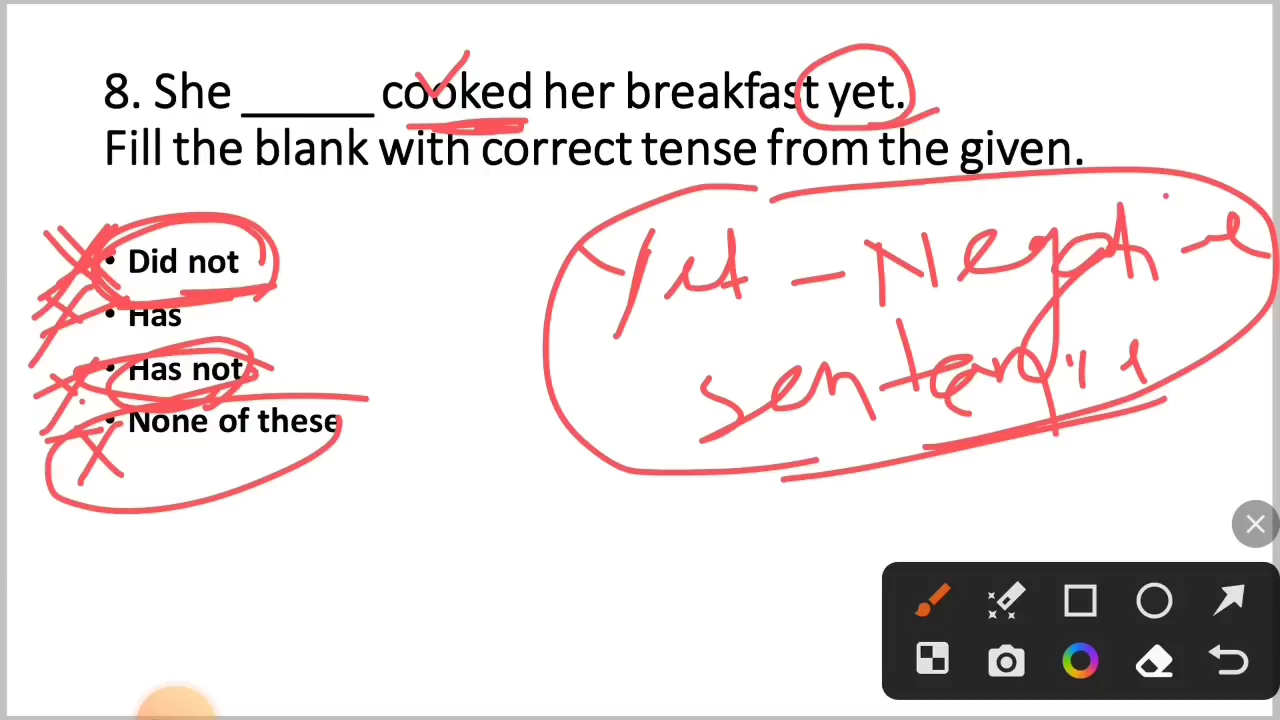 8. She ______ cooked her breakfast yet.
Fill the blank with correct tense from the given.
• Did not
• Has
• Has not
• None of these
Yet - Negative
sentence